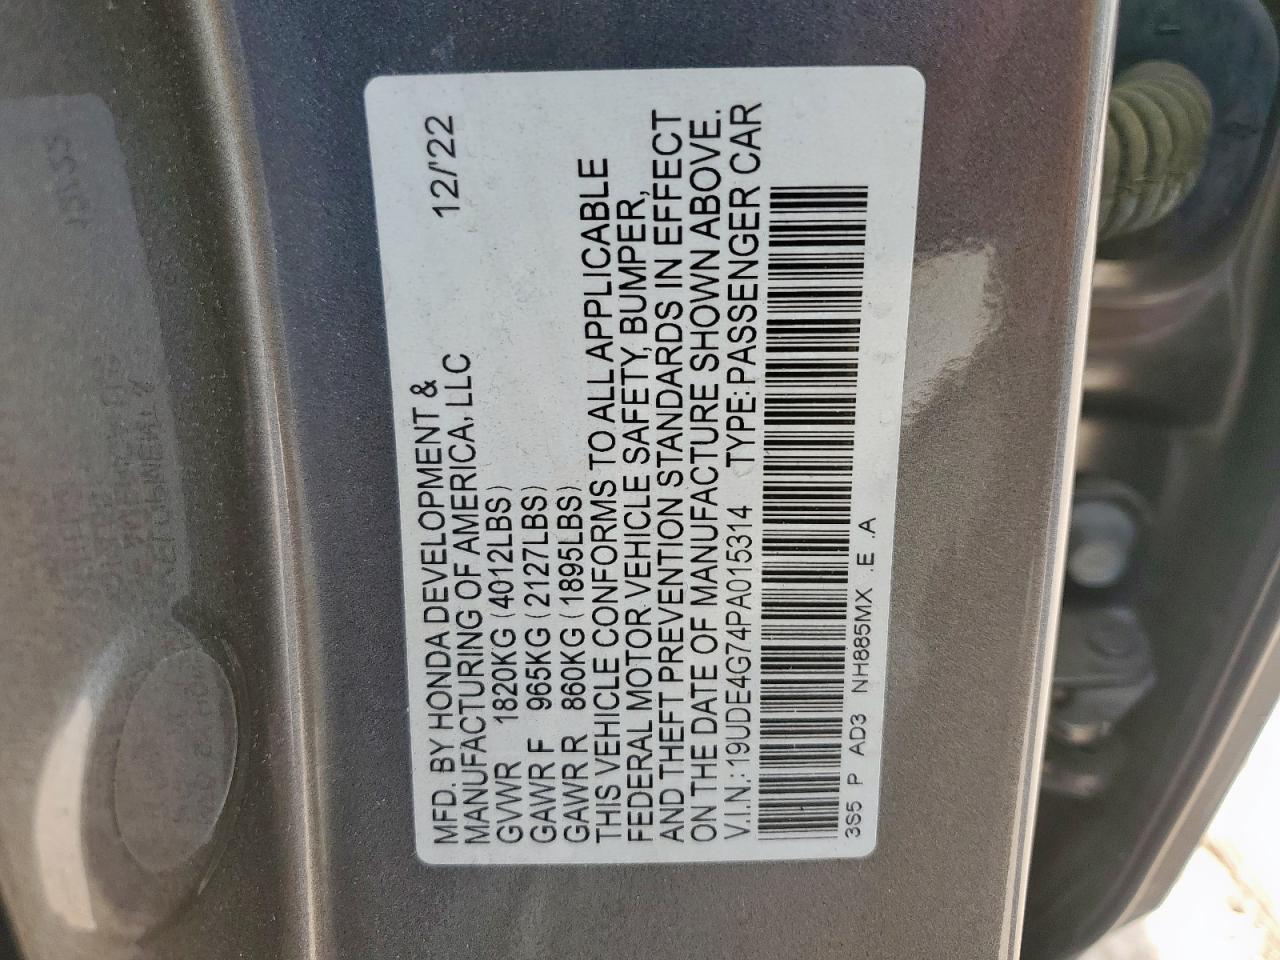 MFD. BY HONDA DEVELOPMENT &
MANUFACTURING OF AMERICA, LLC 12/'22
GVWR 1820KG (4012LBS)
GAWR F 965KG (2127LBS)
GAWR R 860KG (1895LBS)
THIS VEHICLE CONFORMS TO ALL APPLICABLE
FEDERAL MOTOR VEHICLE SAFETY, BUMPER,
AND THEFT PREVENTION STANDARDS IN EFFECT
ON THE DATE OF MANUFACTURE SHOWN ABOVE.
V.I.N.: 19UDE4G74PA015314 TYPE: PASSENGER CAR
3S5 P AD3 NH885MX .E .A